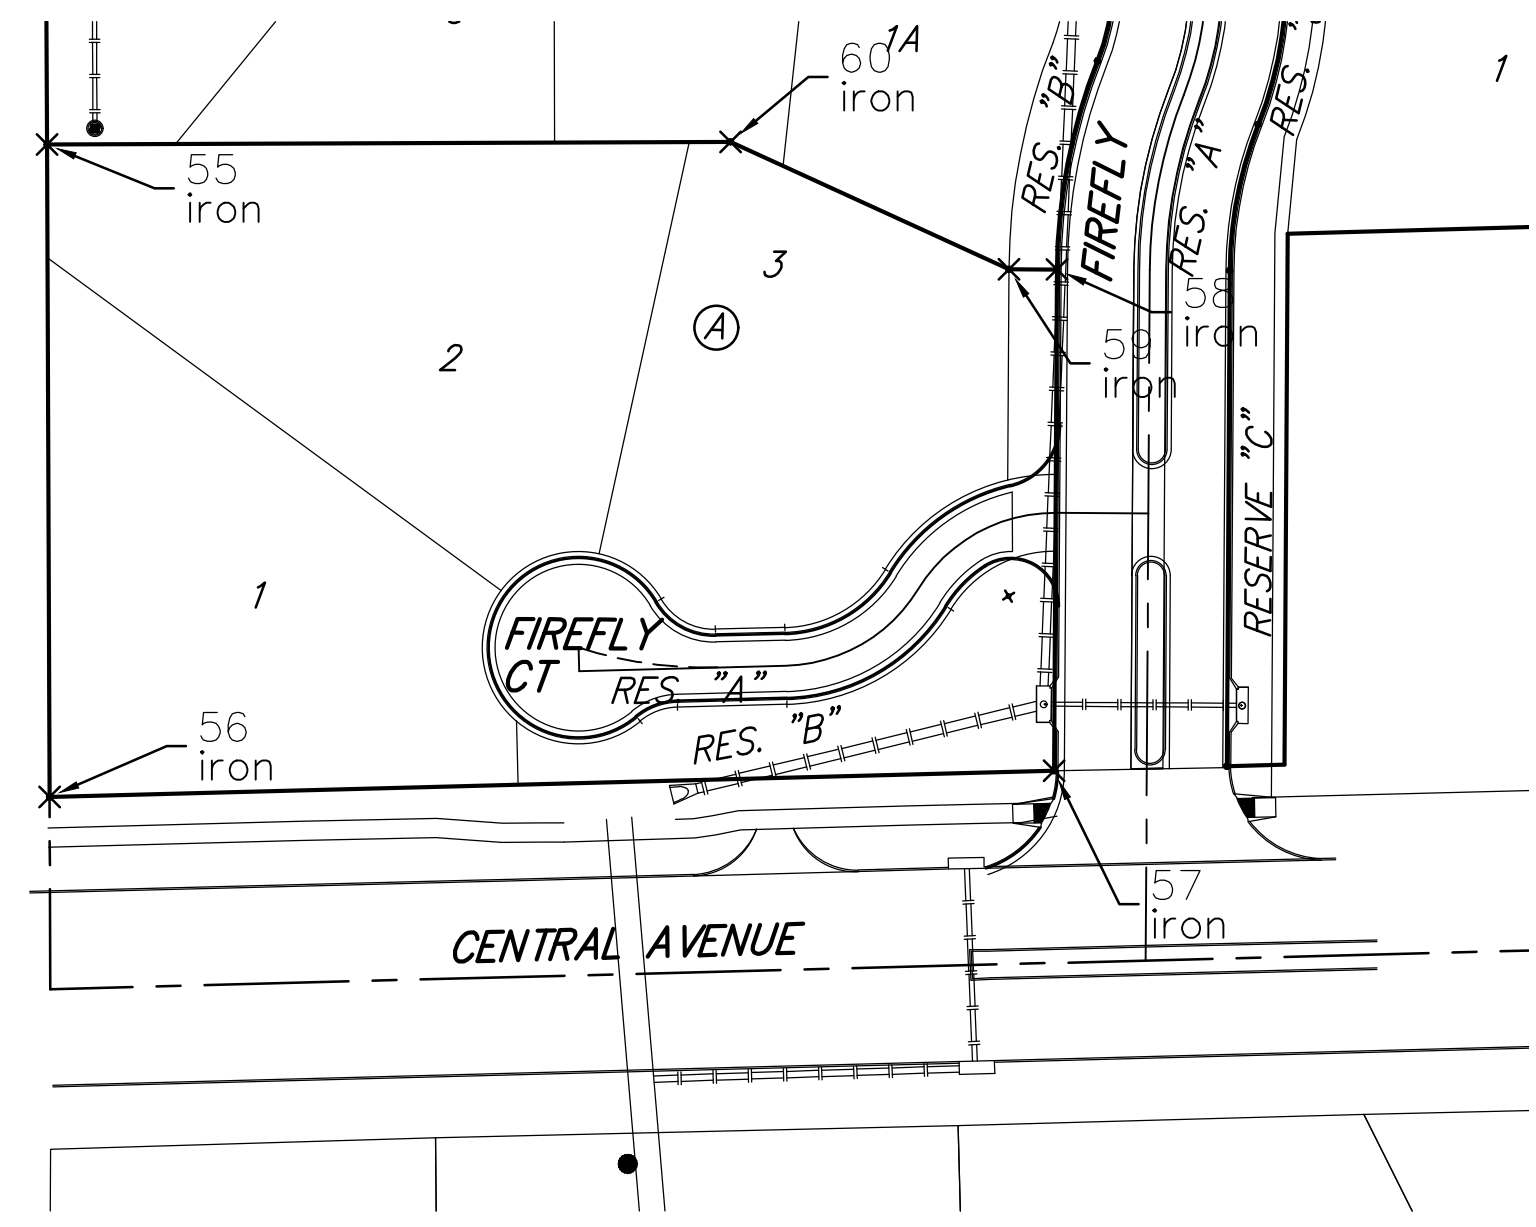 1A
60
iron
1
RES. "B"
RES.
55
iron
FIREFLY
RES. "A"
3
A
58
iron
59
iron
2
RESERVE "C"
1
FIREFLY
CT
RES. "A"
RES. "B"
56
iron
57
iron
CENTRAL AVENUE